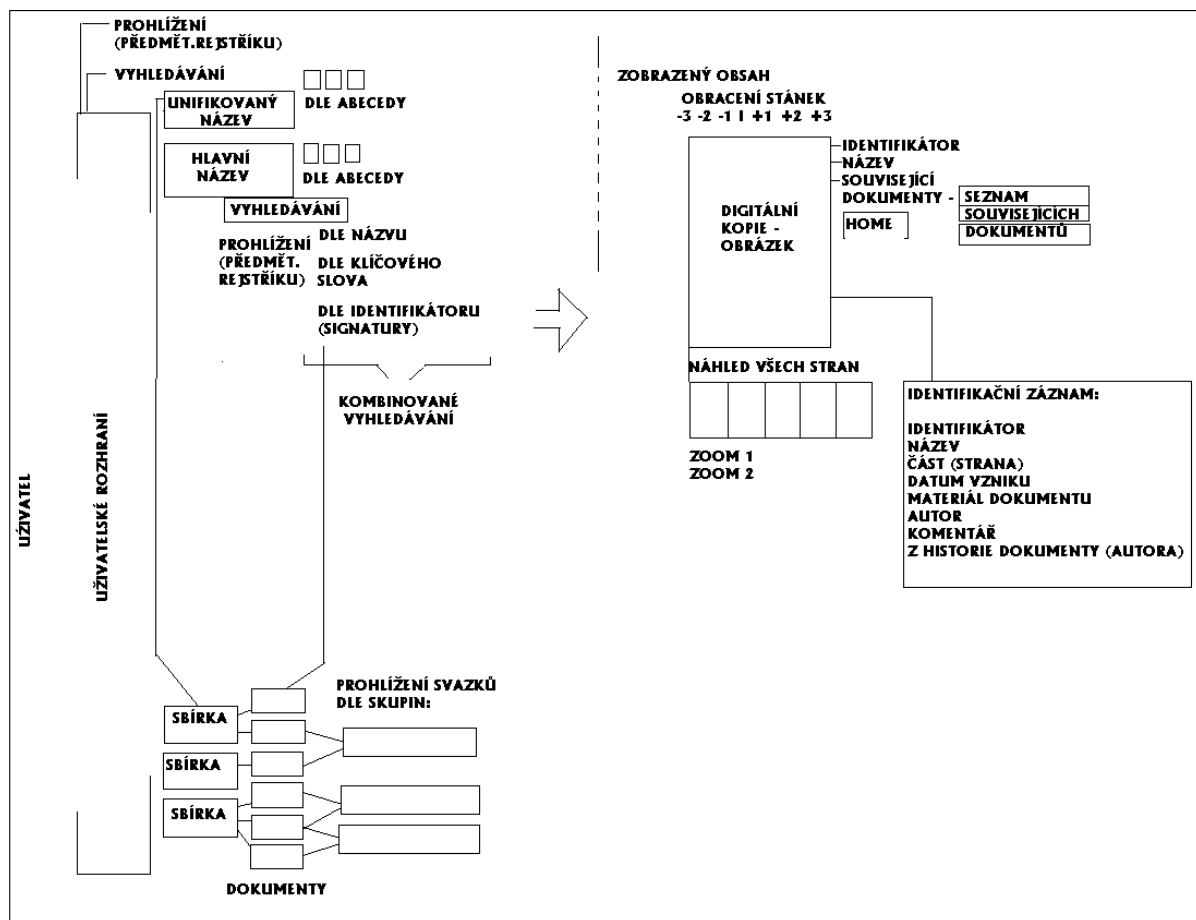 PROHLÍŽENÍ
(PŘEDMĚT.REJSTŘÍKU)
VYHLEDÁVÁNÍ
UNIFIKOVANÝ
NÁZEV
DLE ABECEDY
HLAVNÍ
NÁZEV
DLE ABECEDY
VYHLEDÁVÁNÍ
DLE NÁZVU
PROHLÍŽENÍ
(PŘEDMĚT.
REJSTŘÍKU)
DLE KLÍČOVÉHO
SLOVA
DLE IDENTIFIKÁTORU
(SIGNATURY)
KOMBINOVANÉ
VYHLEDÁVÁNÍ
UŽIVATEL
UŽIVATELSKÉ ROZHRANÍ
PROHLÍŽENÍ SVAZKŮ
DLE SKUPIN:
SBÍRKA
SBÍRKA
SBÍRKA
DOKUMENTY
ZOBRAZENÝ OBSAH
OBRACENÍ STÁNEK
-3 -2 -1 I +1 +2 +3
DIGITÁLNÍ
KOPIE -
OBRÁZEK
IDENTIFIKÁTOR
NÁZEV
SOUVISEJÍCÍ
DOKUMENTY -
HOME
SEZNAM
SOUVISEJÍCÍCH
DOKUMENTŮ
NÁHLED VŠECH STRAN
ZOOM 1
ZOOM 2
IDENTIFIKAČNÍ ZÁZNAM:
IDENTIFIKÁTOR
NÁZEV
ČÁST (STRANA)
DATUM VZNIKU
MATERIÁL DOKUMENTU
AUTOR
KOMENTÁŘ
Z HISTORIE DOKUMENTY (AUTORA)